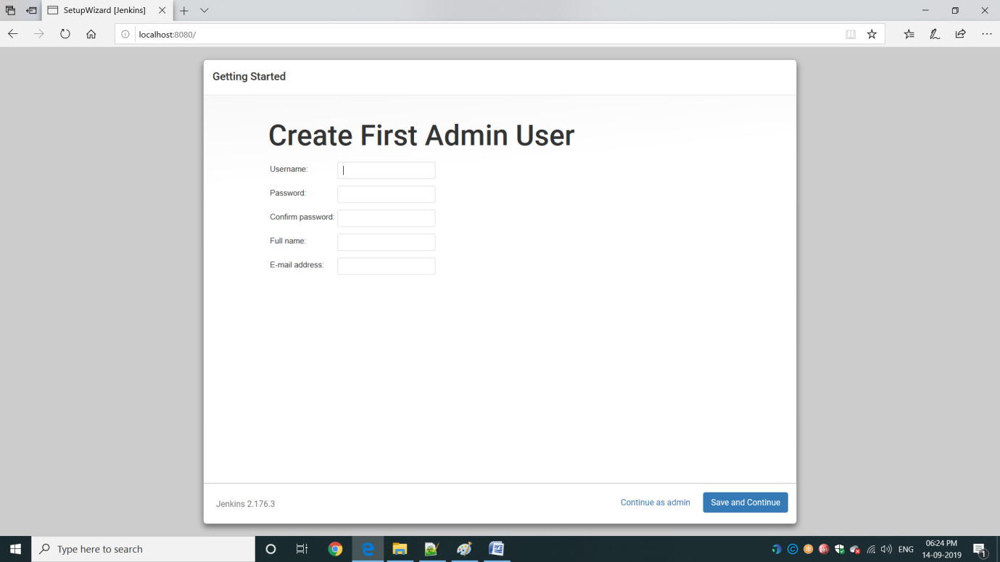 SetupWizard [Jenkins]
localhost:8080/
Getting Started
Create First Admin User
Username:
Password:
Confirm password:
Full name:
E-mail address:
Jenkins 2.176.3
Continue as admin
Save and Continue
Type here to search
ENG
06:24 PM
14-09-2019
1